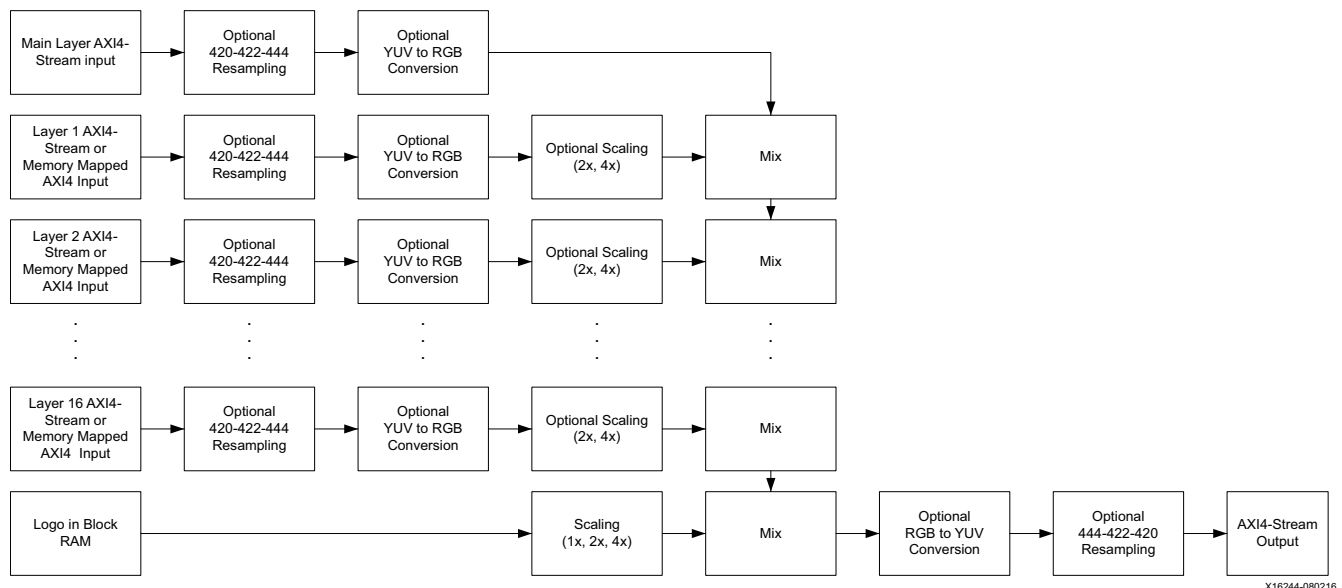 Main Layer AXI4-
Stream input
Optional
420-422-444
Resampling
Optional
YUV to RGB
Conversion
Layer 1 AXI4-
Stream or
Memory Mapped
AXI4 Input
Optional
420-422-444
Resampling
Optional
YUV to RGB
Conversion
Optional Scaling
(2x, 4x)
Mix
Layer 2 AXI4-
Stream or
Memory Mapped
AXI4 Input
Optional
420-422-444
Resampling
Optional
YUV to RGB
Conversion
Optional Scaling
(2x, 4x)
Mix
Layer 16 AXI4-
Stream or
Memory Mapped
AXI4 Input
Optional
420-422-444
Resampling
Optional
YUV to RGB
Conversion
Optional Scaling
(2x, 4x)
Mix
Logo in Block
RAM
Scaling
(1x, 2x, 4x)
Mix
Optional
RGB to YUV
Conversion
Optional
444-422-420
Resampling
AXI4-Stream
Output
X16244-080216